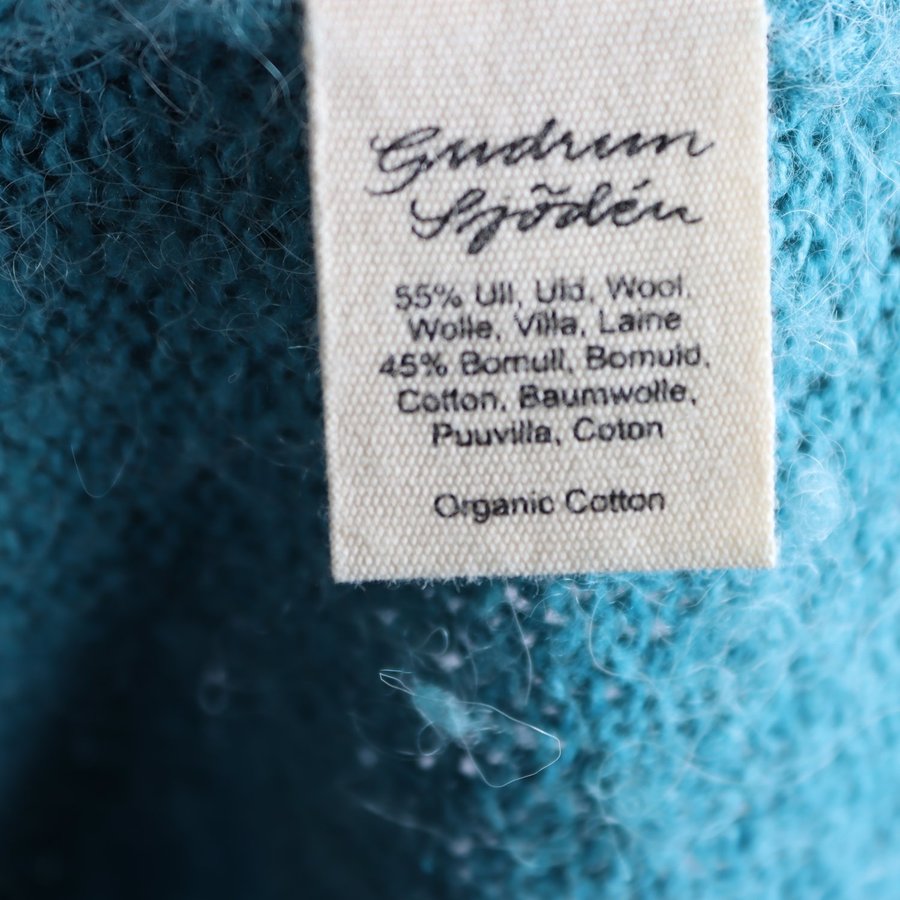 Gudrun
Sjödén
55% Ull, Uld, Wool,
Wolle, Villa, Laine
45% Bomull, Bomuld,
Cotton, Baumwolle,
Puuvilla, Coton
Organic Cotton